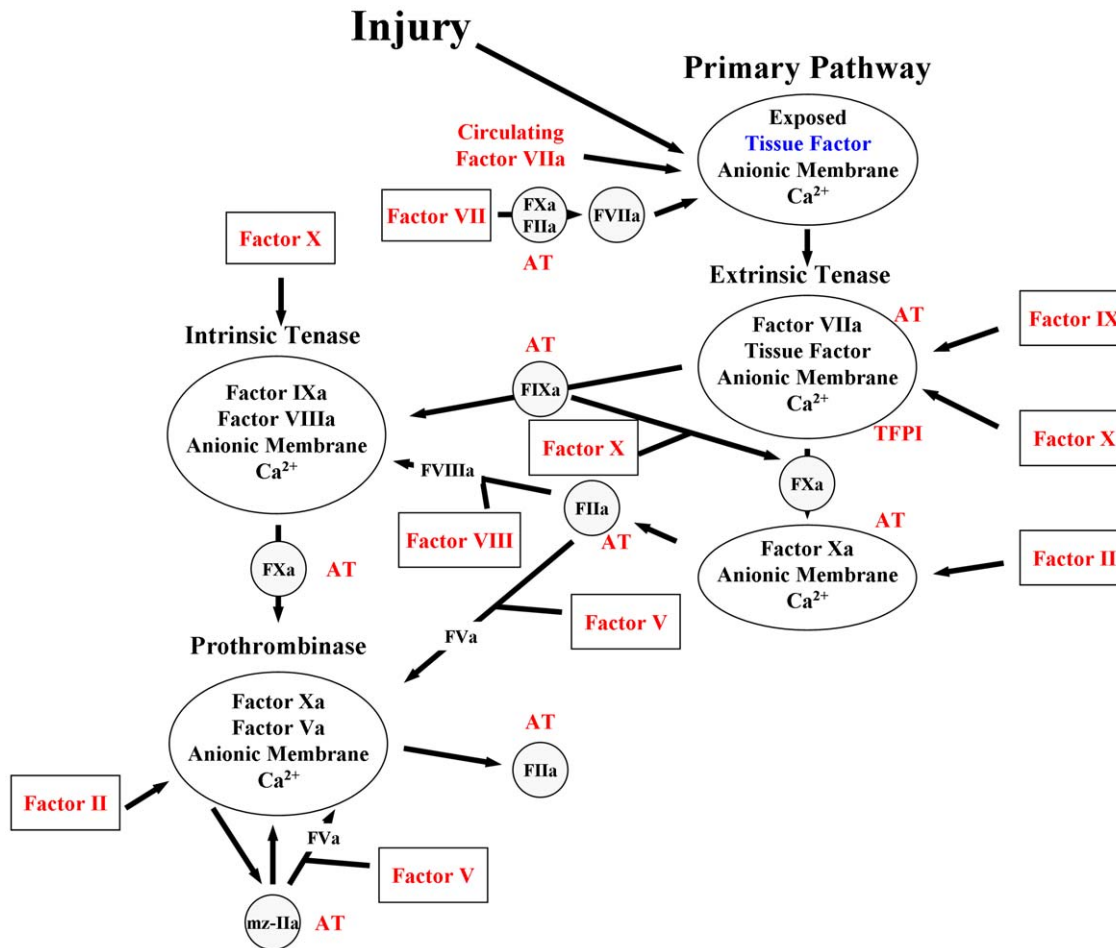 Injury
Primary Pathway
Exposed
Tissue Factor
Anionic Membrane
Ca²⁺
Circulating
Factor VIIa
Factor VII
FXa
FIIa
FVIIa
AT
Factor X
Extrinsic Tenase
Intrinsic Tenase
Factor VIIa
Tissue Factor
Anionic Membrane
Ca²⁺
AT
TFPI
Factor IX
Factor X
AT
FIXa
Factor IXa
Factor VIIIa
Anionic Membrane
Ca²⁺
Factor X
FVIIIa
FXa
FIIa
AT
Factor VIII
AT
Factor Xa
Anionic Membrane
Ca²⁺
Factor II
FXa
AT
Factor V
FVa
Prothrombinase
Factor Xa
Factor Va
Anionic Membrane
Ca²⁺
AT
FIIa
Factor II
FVa
Factor V
mz-IIa
AT